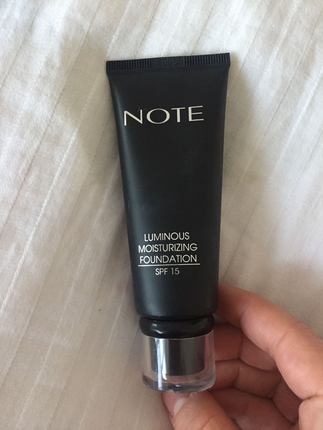 NOTE
LUMINOUS
MOISTURIZING
FOUNDATION
SPF 15